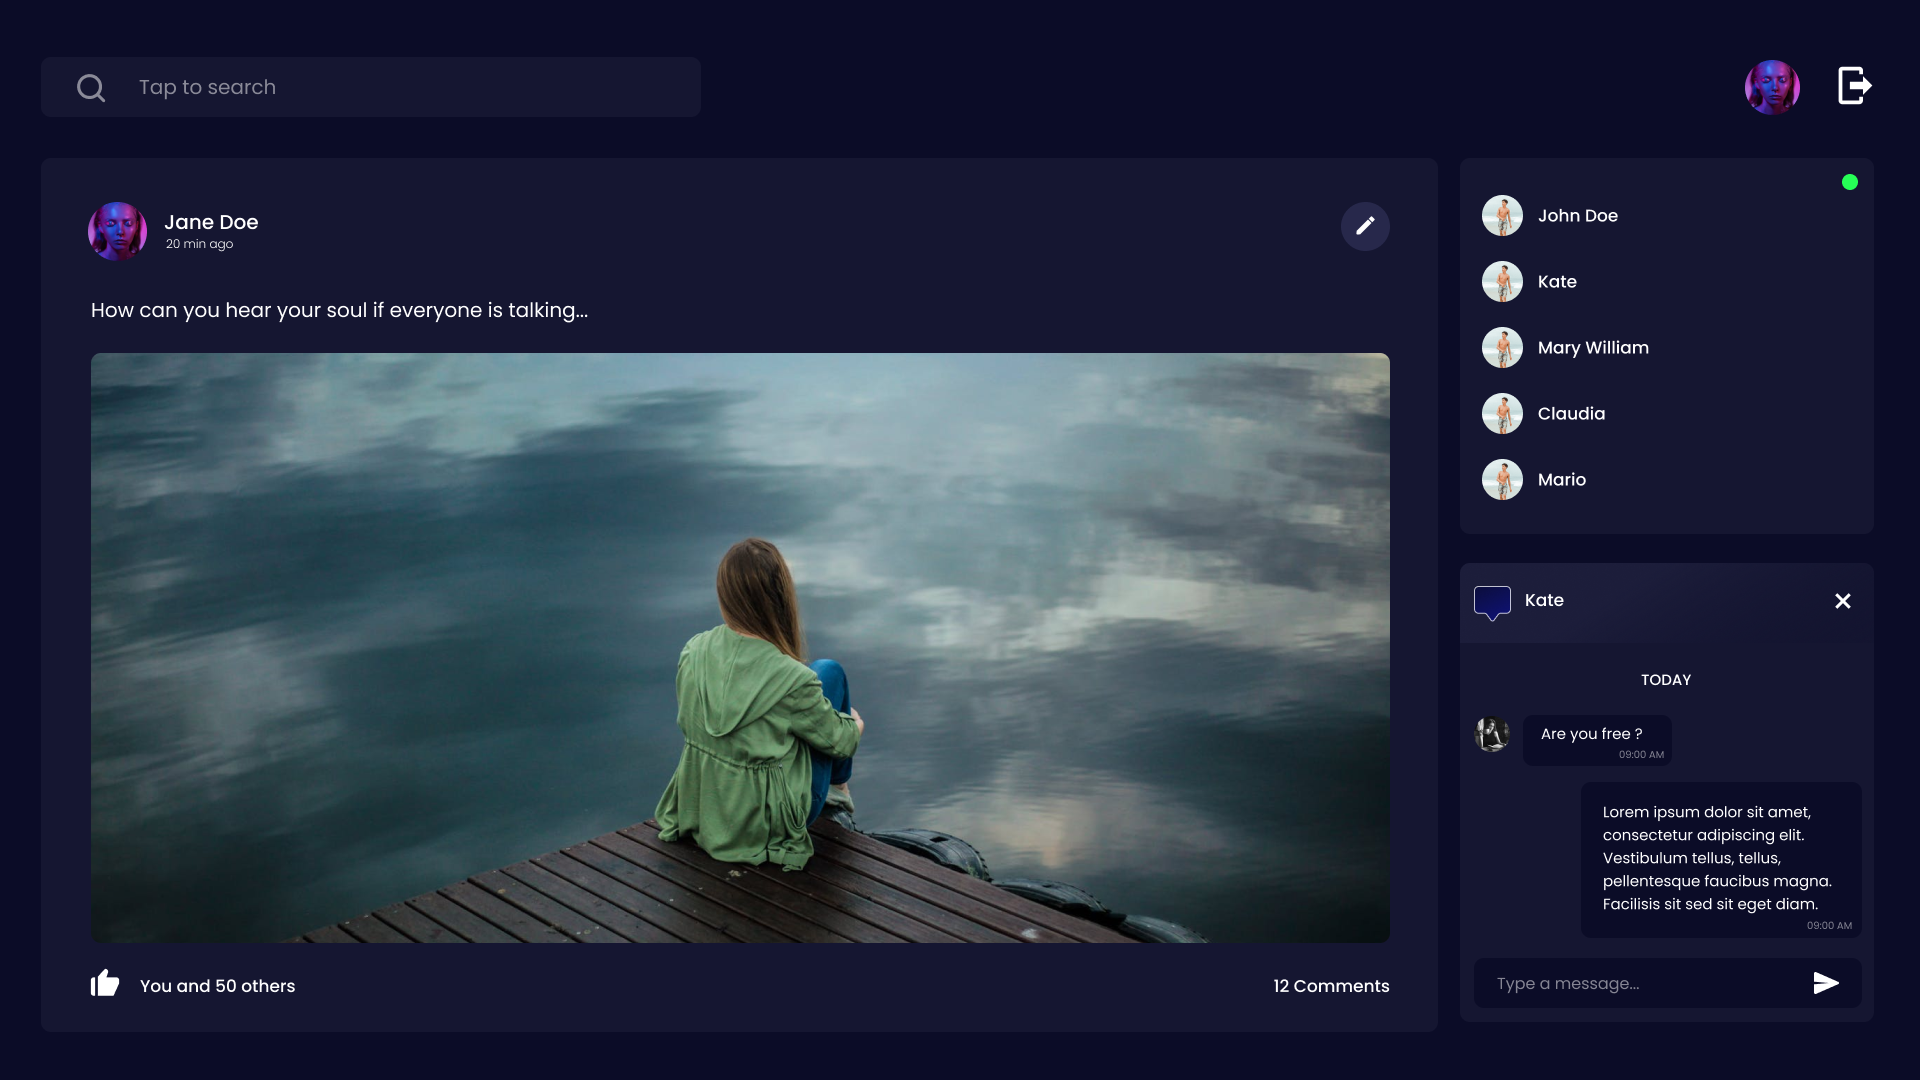 Tap to search
Jane Doe
20 min ago
How can you hear your soul if everyone is talking...
You and 50 others
12 Comments
John Doe
Kate
Mary William
Claudia
Mario
Kate
TODAY
Are you free ?
09:00 AM
Lorem ipsum dolor sit amet,
consectetur adipiscing elit.
Vestibulum tellus, tellus,
pellentesque faucibus magna.
Facilisis sit sed sit eget diam.
09:00 AM
Type a message...